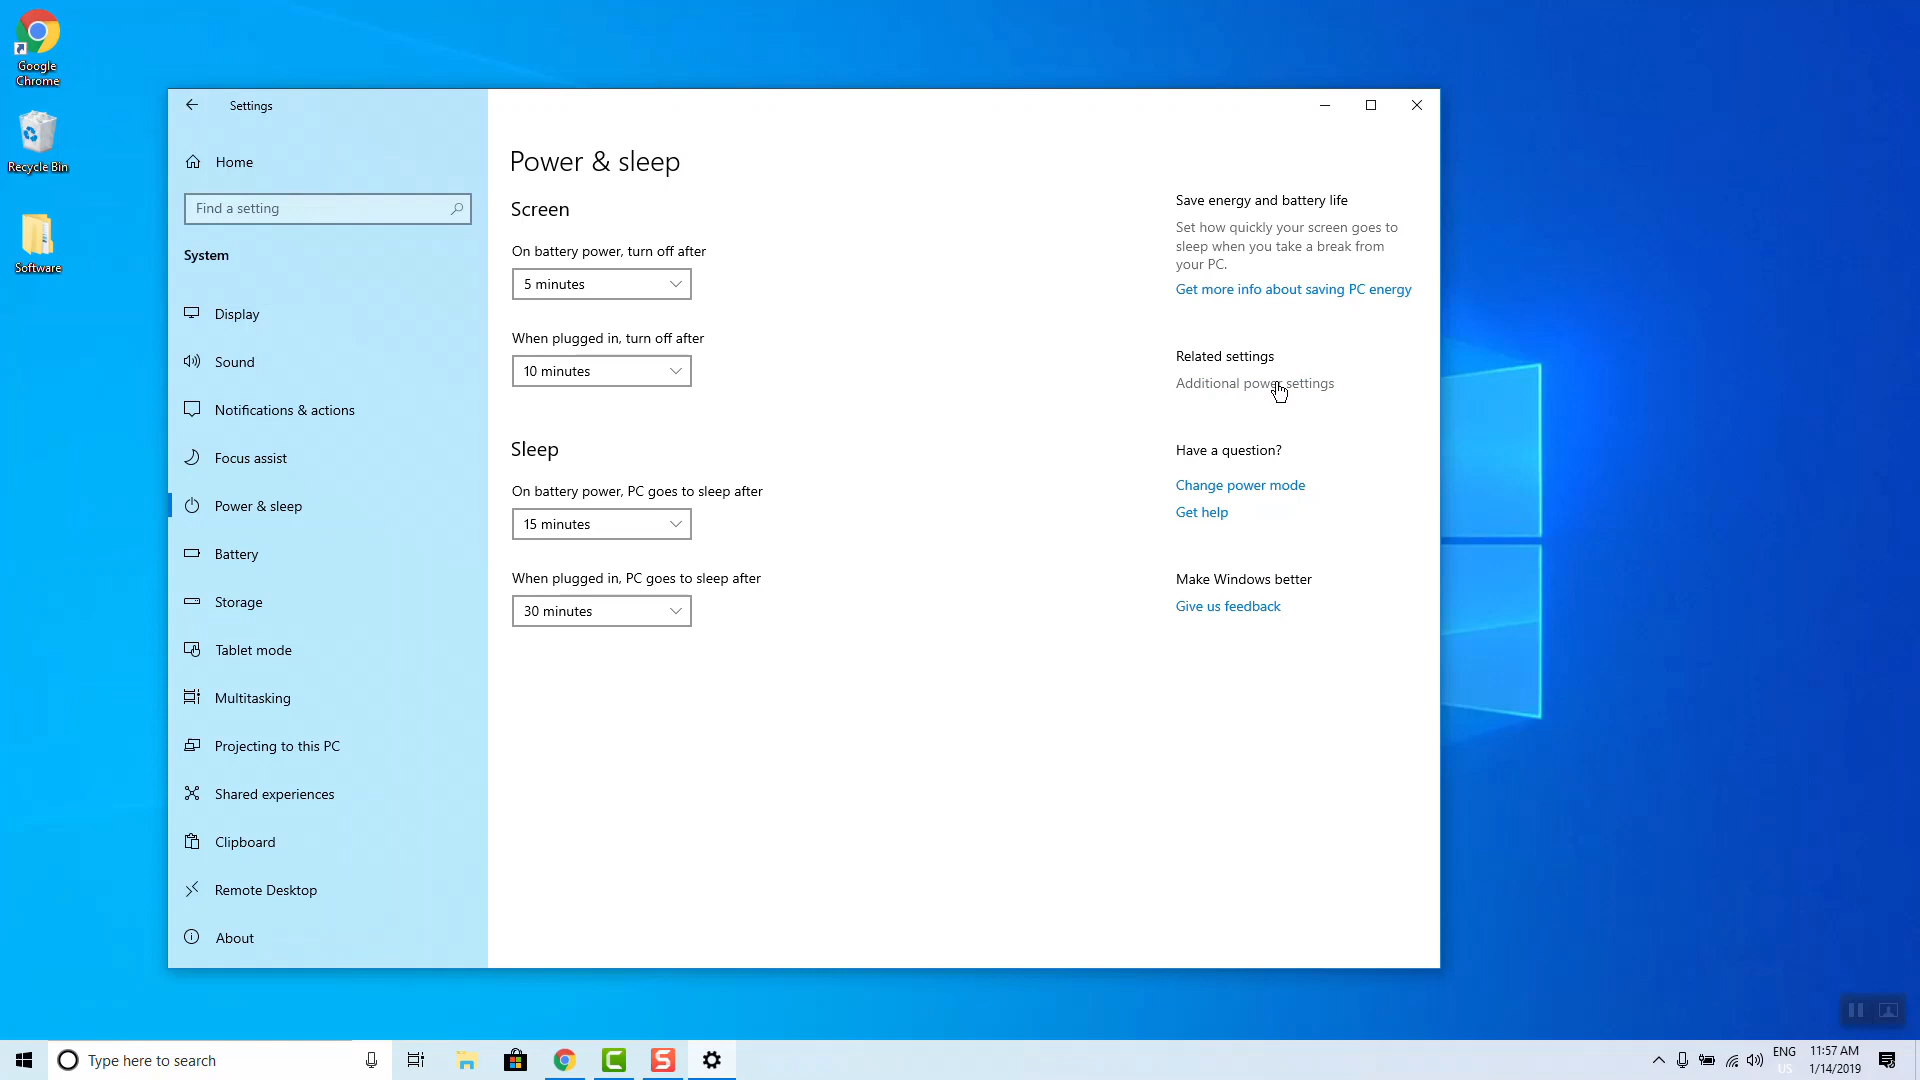 Google
Chrome
Recycle Bin
Software
Settings
Home
Find a setting
System
Display
Sound
Notifications & actions
Focus assist
Power & sleep
Battery
Storage
Tablet mode
Multitasking
Projecting to this PC
Shared experiences
Clipboard
Remote Desktop
About
Power & sleep
Screen
On battery power, turn off after
5 minutes
When plugged in, turn off after
10 minutes
Sleep
On battery power, PC goes to sleep after
15 minutes
When plugged in, PC goes to sleep after
30 minutes
Save energy and battery life
Set how quickly your screen goes to
sleep when you take a break from
your PC.
Get more info about saving PC energy
Related settings
Additional power settings
Have a question?
Change power mode
Get help
Make Windows better
Give us feedback
Type here to search
C
S
ENG
US
11:57 AM
1/14/2019